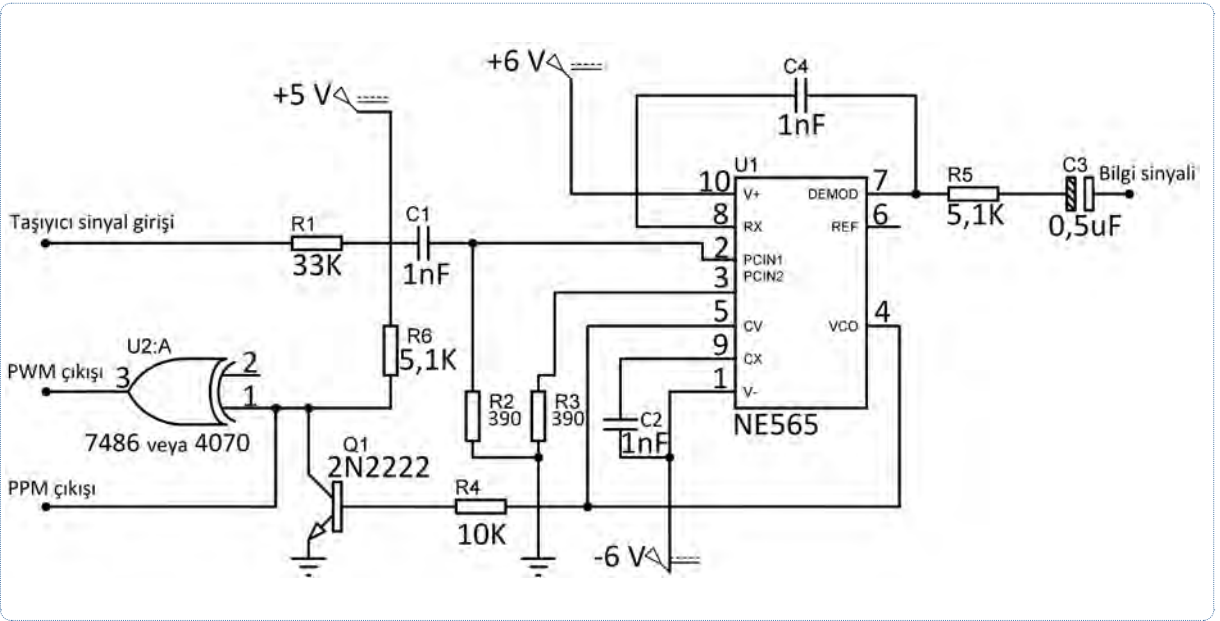 +6 V
C4
1nF
+5 V
U1
10
V+
DEMOD
7
R5
5,1K
C3
0,5uF
Bilgi sinyali
8
RX
REF
6
Taşıyıcı sinyal girişi
R1
33K
C1
1nF
2
PCIN1
PCIN2
3
5
CV
VCO
4
9
CX
1
V-
NE565
R6
5,1K
U2:A
PWM çıkışı
3
2
1
7486 veya 4070
R2
390
R3
390
C2
1nF
Q1
2N2222
PPM çıkışı
R4
10K
-6 V